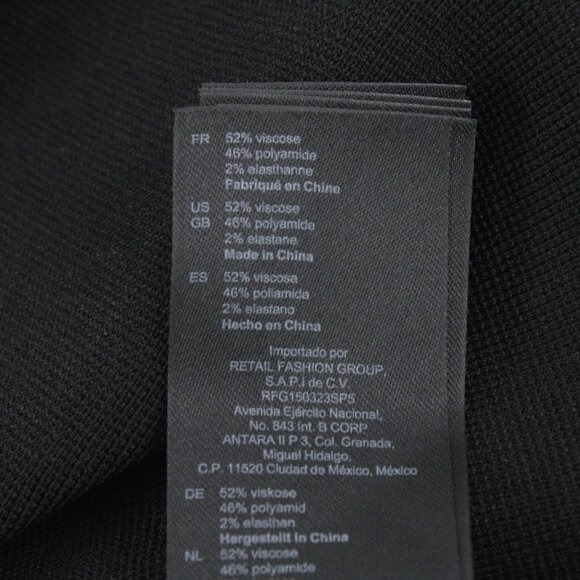 FR 52% viscose
46% polyamide
2% elasthanne
Fabriqué en Chine
US 52% viscose
GB 46% polyamide
2% elastane
Made in China
ES 52% viscosa
46% poliamida
2% elastano
Hecho en China
Importado por
RETAIL FASHION GROUP,
S.A.P.I de C.V.
RFG150323SP5
Avenida Ejército Nacional,
No. 843 Int. B CORP
ANTARA II P 3, Col. Granada,
Miguel Hidalgo,
C.P. 11520 Ciudad de México, México
DE 52% viskose
46% polyamid
2% elasthan
Hergestellt in China
NL 52% viscose
46% polyamide